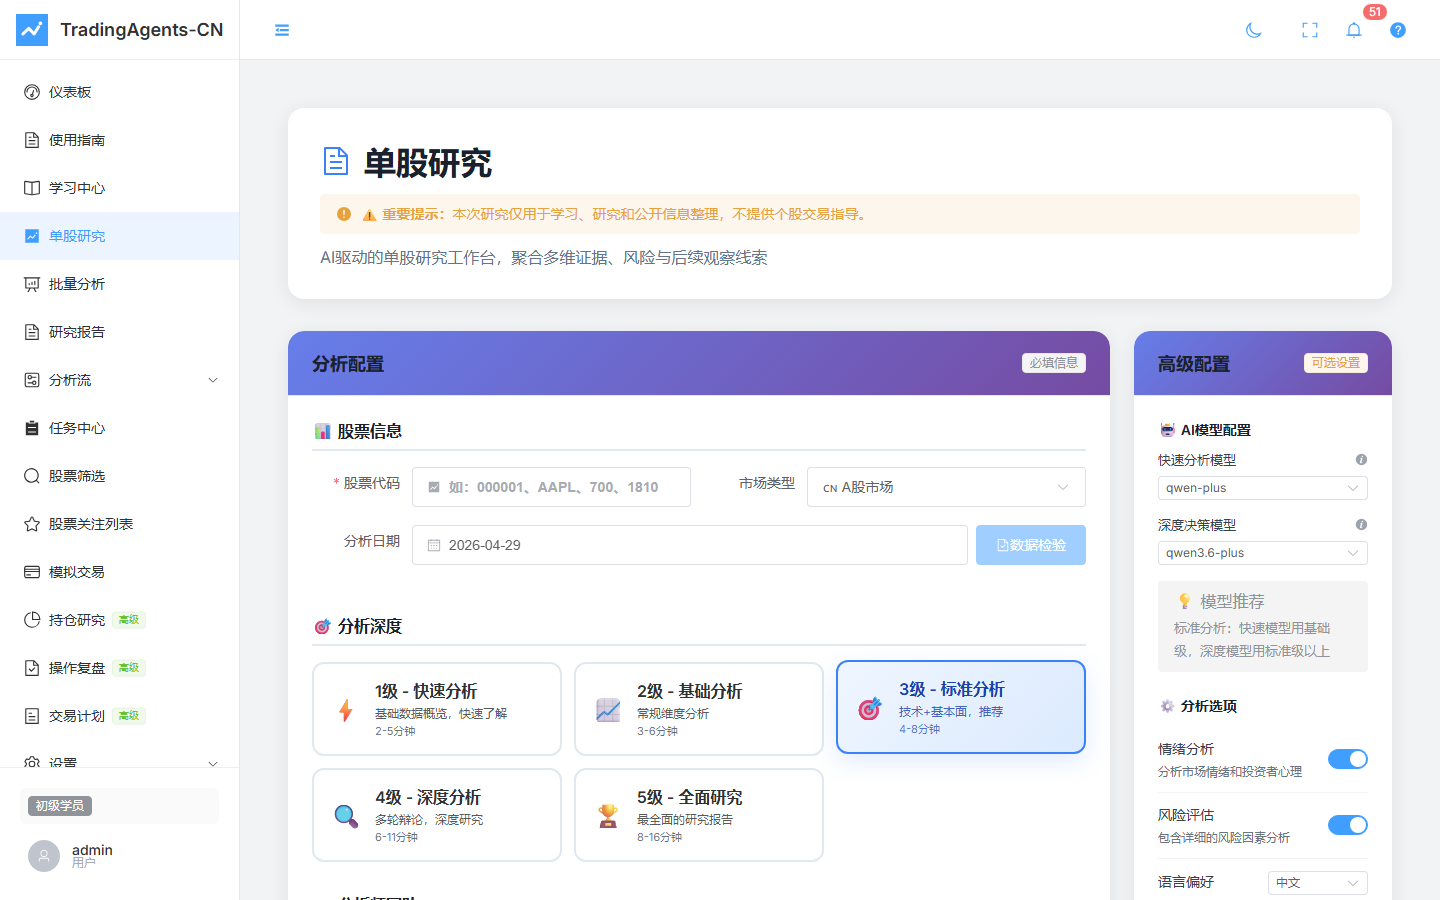 TradingAgents-CN
51
仪表板
使用指南
学习中心
单股研究
批量分析
研究报告
分析流
任务中心
股票筛选
股票关注列表
模拟交易
持仓研究 高级
操作复盘 高级
交易计划 高级
设置
初级学员
admin
用户
单股研究
重要提示：本次研究仅用于学习、研究和公开信息整理，不提供个股交易指导。
AI驱动的单股研究工作台，聚合多维证据、风险与后续观察线索
分析配置 必填信息
股票信息
* 股票代码 如：000001、AAPL、700、1810 市场类型 CN A股市场
分析日期 2026-04-29 数据检验
分析深度
1级 - 快速分析
基础数据概览，快速了解
2-5分钟
2级 - 基础分析
常规维度分析
3-6分钟
3级 - 标准分析
技术+基本面，推荐
4-8分钟
4级 - 深度分析
多轮辩论，深度研究
6-11分钟
5级 - 全面研究
最全面的研究报告
8-16分钟
高级配置 可选设置
AI模型配置
快速分析模型
qwen-plus
深度决策模型
qwen3.6-plus
模型推荐
标准分析：快速模型用基础
级，深度模型用标准级以上
分析选项
情绪分析
分析市场情绪和投资者心理
风险评估
包含详细的风险因素分析
语言偏好 中文